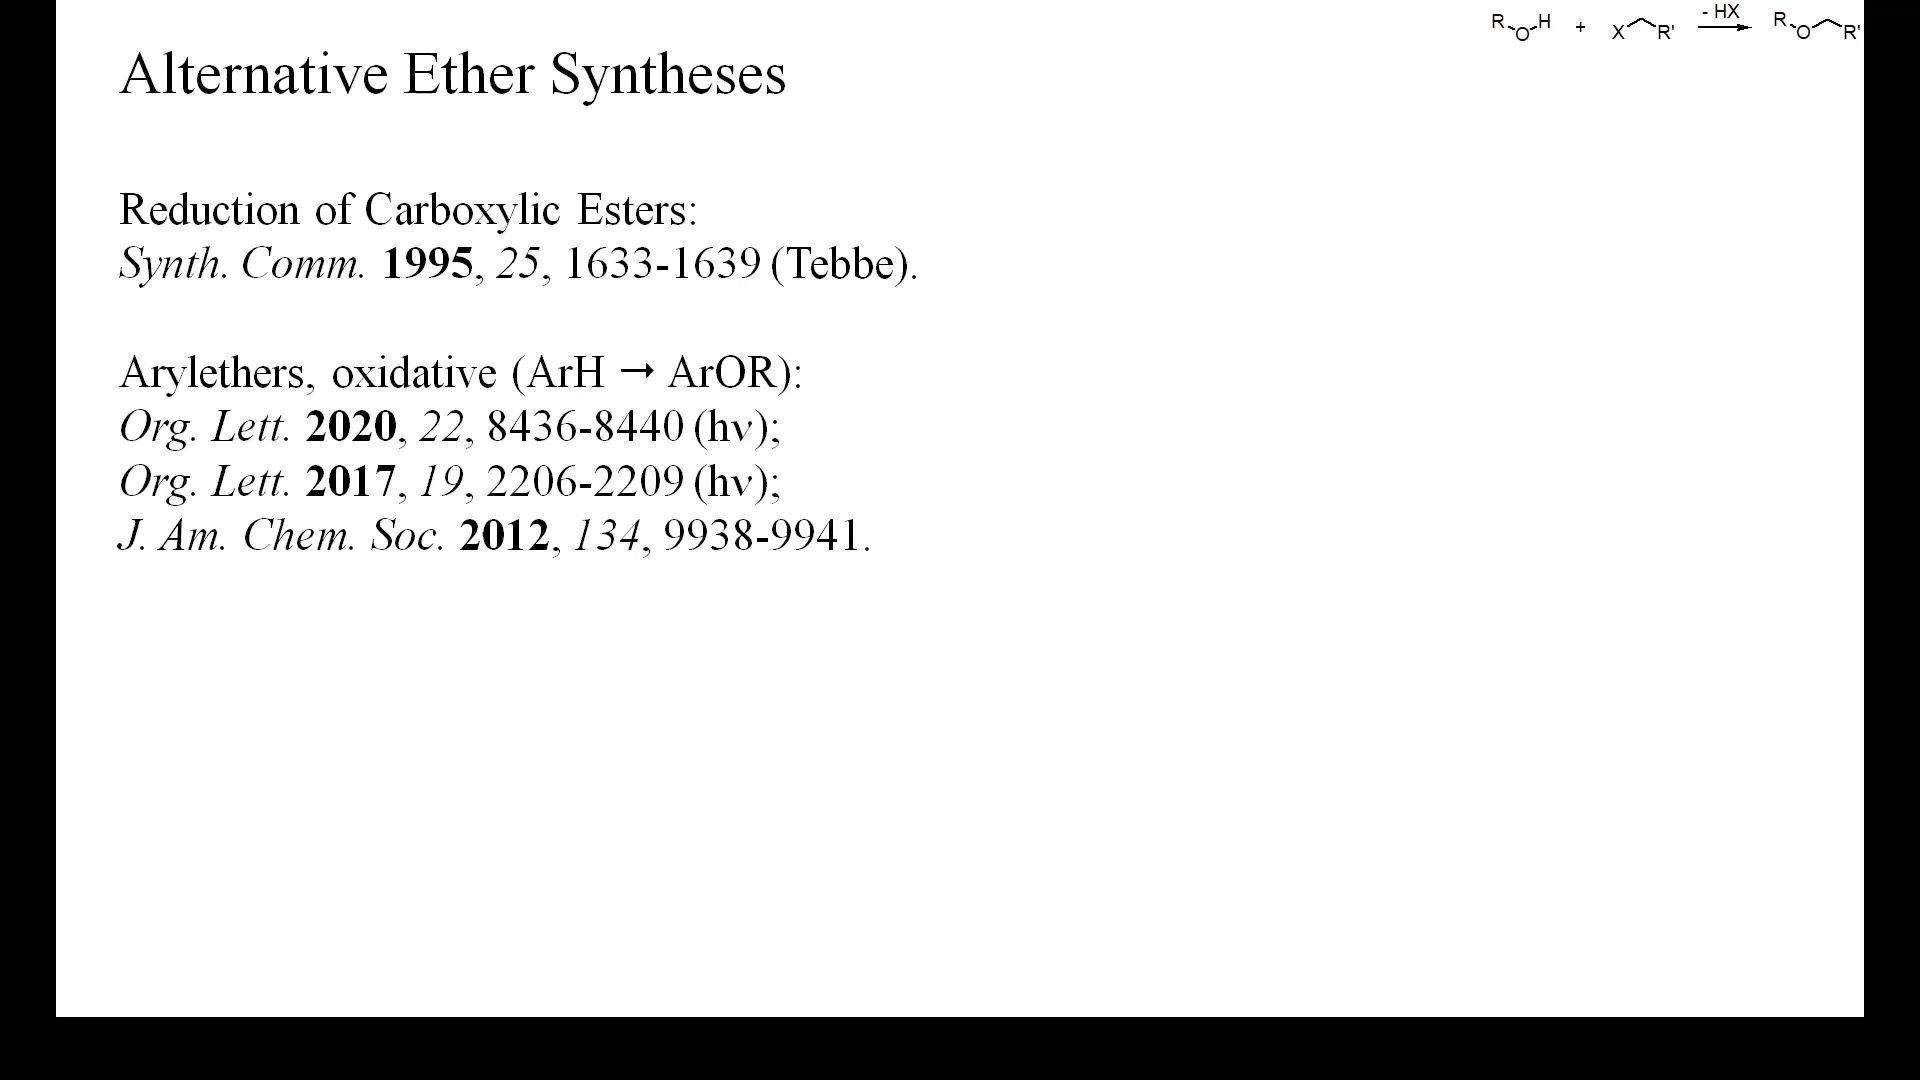 R O H + X R' - HX R O R'
Alternative Ether Syntheses
Reduction of Carboxylic Esters:
Synth. Comm. 1995, 25, 1633-1639 (Tebbe).
Arylethers, oxidative (ArH → ArOR):
Org. Lett. 2020, 22, 8436-8440 (hν);
Org. Lett. 2017, 19, 2206-2209 (hν);
J. Am. Chem. Soc. 2012, 134, 9938-9941.